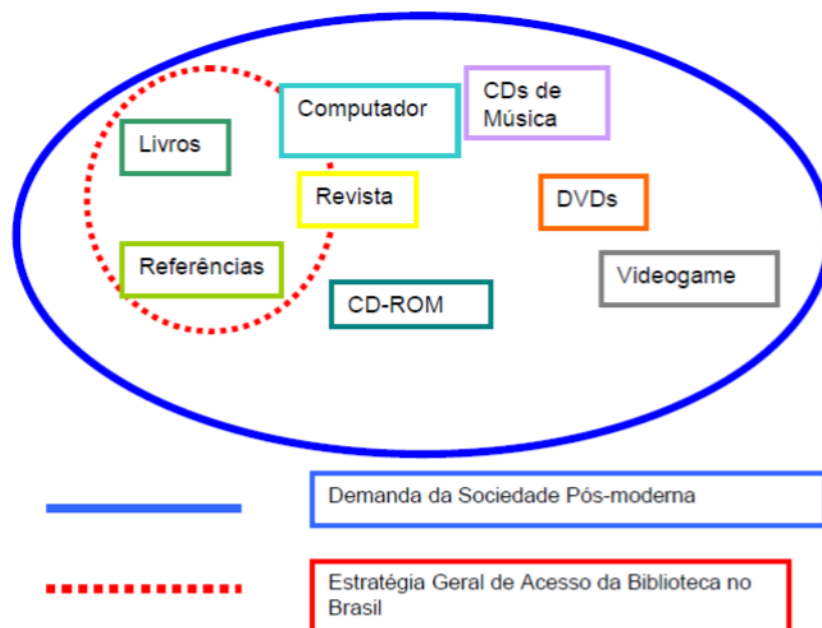 Computador
CDs de
Música
Livros
Revista
DVDs
Referências
CD-ROM
Videogame
Demanda da Sociedade Pós-moderna
Estratégia Geral de Acesso da Biblioteca no
Brasil